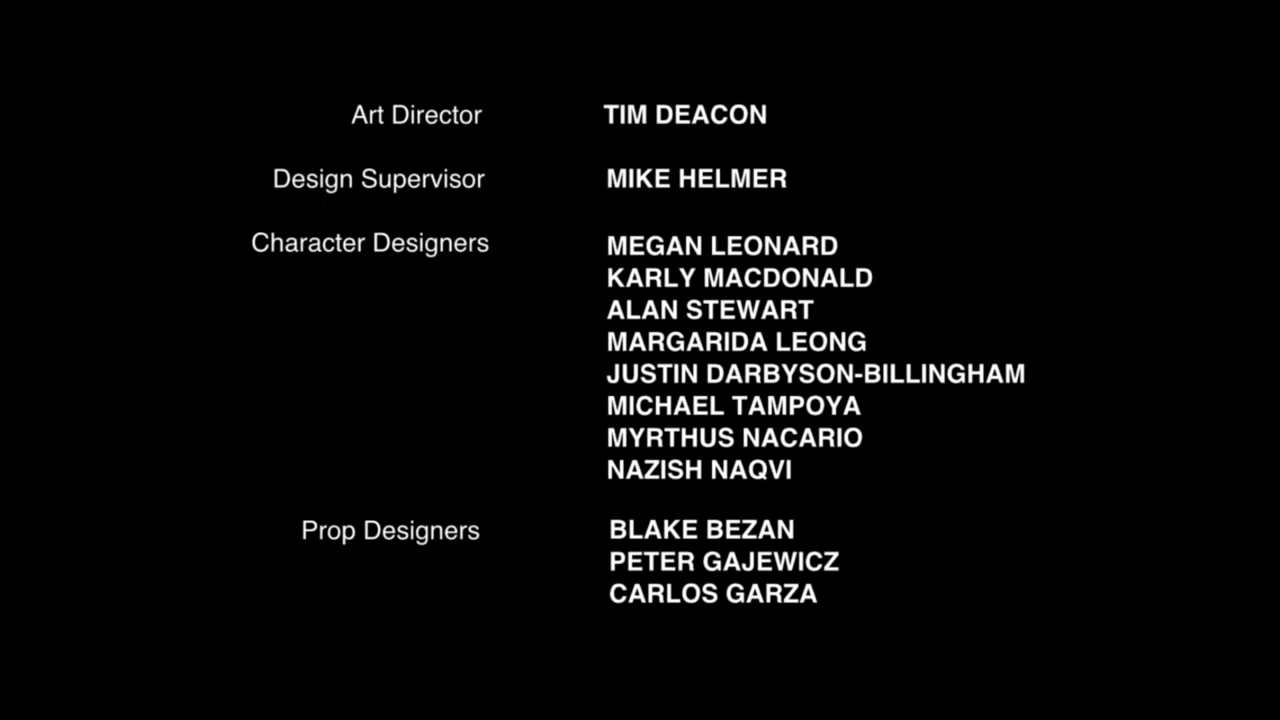 Art Director TIM DEACON
Design Supervisor MIKE HELMER
Character Designers MEGAN LEONARD
KARLY MACDONALD
ALAN STEWART
MARGARIDA LEONG
JUSTIN DARBYSON-BILLINGHAM
MICHAEL TAMPOYA
MYRTHUS NACARIO
NAZISH NAQVI
Prop Designers BLAKE BEZAN
PETER GAJEWICZ
CARLOS GARZA